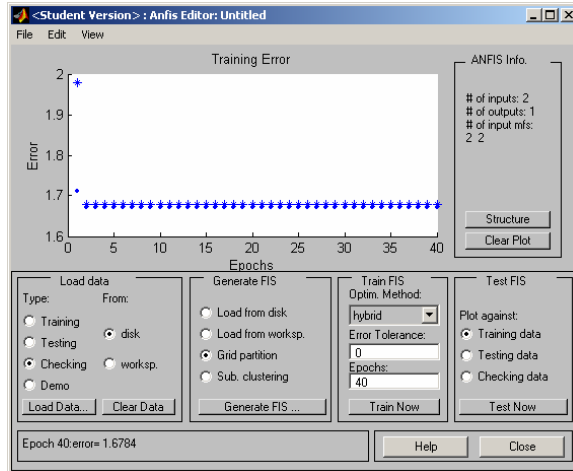 <Student Version> : Anfis Editor: Untitled
File Edit View
Training Error
2
1.9
1.8
1.7
1.6
Error
0 5 10 15 20 25 30 35 40
Epochs
ANFIS Info.
# of inputs: 2
# of outputs: 1
# of input mfs:
2 2
Structure
Clear Plot
Load data
Type: From:
Training
Testing
Checking
Demo
disk
worksp.
Load Data... Clear Data
Generate FIS
Load from disk
Load from worksp.
Grid partition
Sub. clustering
Generate FIS ...
Train FIS
Optim. Method:
hybrid
Error Tolerance:
0
Epochs:
40
Train Now
Test FIS
Plot against:
Training data
Testing data
Checking data
Test Now
Epoch 40:error= 1.6784
Help Close